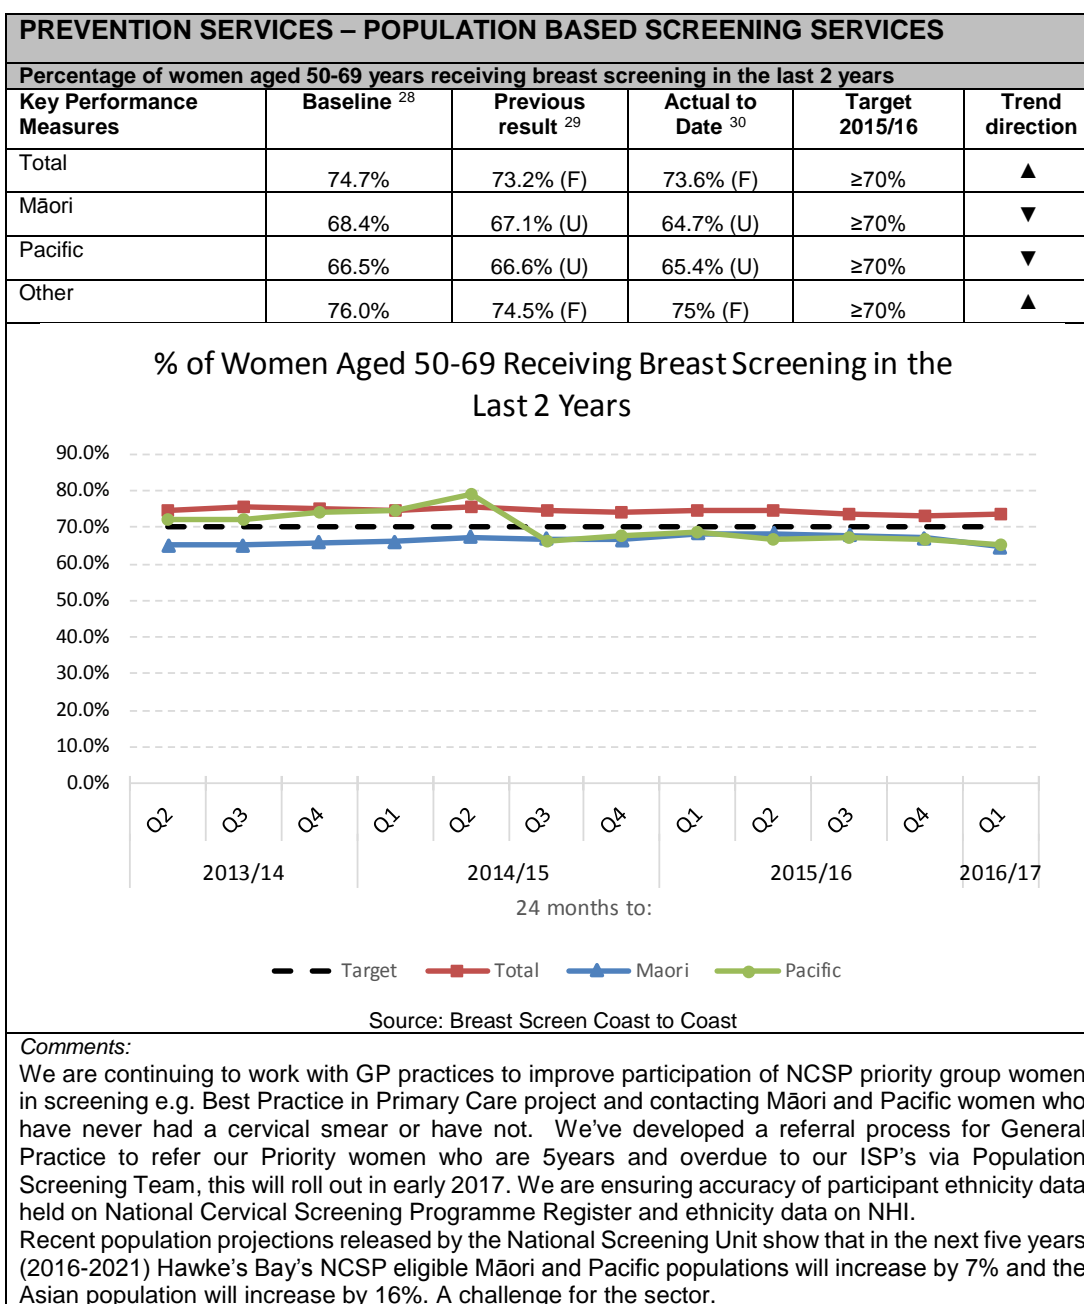 PREVENTION SERVICES – POPULATION BASED SCREENING SERVICES
Percentage of women aged 50-69 years receiving breast screening in the last 2 years
Key Performance Measures Baseline 28 Previous result 29 Actual to Date 30 Target 2015/16 Trend direction
Total 74.7% 73.2% (F) 73.6% (F) ≥70% ▲
Māori 68.4% 67.1% (U) 64.7% (U) ≥70% ▼
Pacific 66.5% 66.6% (U) 65.4% (U) ≥70% ▼
Other 76.0% 74.5% (F) 75% (F) ≥70% ▲
% of Women Aged 50-69 Receiving Breast Screening in the
Last 2 Years
90.0%
80.0%
70.0%
60.0%
50.0%
40.0%
30.0%
20.0%
10.0%
0.0%
Q2 Q3 Q4 Q1 Q2 Q3 Q4 Q1 Q2 Q3 Q4 Q1
2013/14 2014/15 2015/16 2016/17
24 months to:
Target Total Maori Pacific
Source: Breast Screen Coast to Coast
Comments:
We are continuing to work with GP practices to improve participation of NCSP priority group women
in screening e.g. Best Practice in Primary Care project and contacting Māori and Pacific women who
have never had a cervical smear or have not. We've developed a referral process for General
Practice to refer our Priority women who are 5years and overdue to our ISP's via Population
Screening Team, this will roll out in early 2017. We are ensuring accuracy of participant ethnicity data
held on National Cervical Screening Programme Register and ethnicity data on NHI.
Recent population projections released by the National Screening Unit show that in the next five years
(2016-2021) Hawke's Bay's NCSP eligible Māori and Pacific populations will increase by 7% and the
Asian population will increase by 16%. A challenge for the sector.